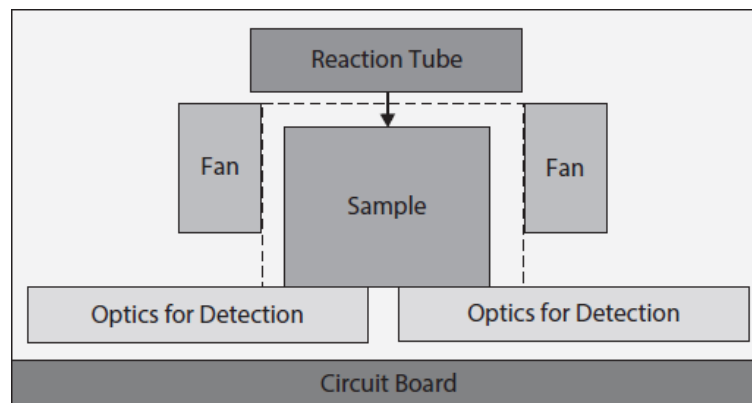 Reaction Tube
Fan
Fan
Sample
Optics for Detection
Optics for Detection
Circuit Board